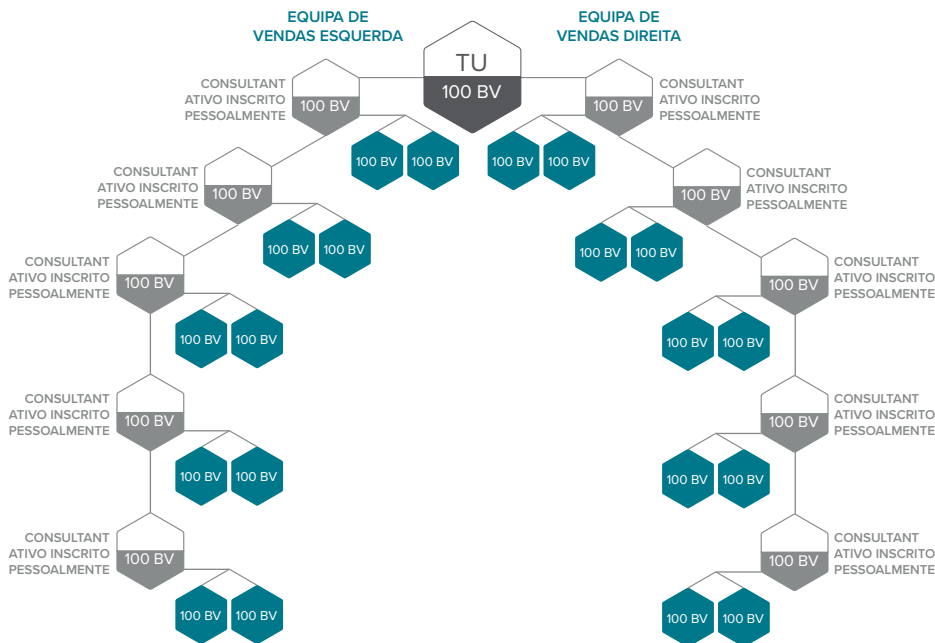 EQUIPA DE
VENDAS ESQUERDA
EQUIPA DE
VENDAS DIREITA
TU
100 BV
CONSULTANT
ATIVO INSCRITO
PESSOALMENTE
100 BV
100 BV
CONSULTANT
ATIVO INSCRITO
PESSOALMENTE
100 BV
100 BV
100 BV
100 BV
CONSULTANT
ATIVO INSCRITO
PESSOALMENTE
100 BV
100 BV
CONSULTANT
ATIVO INSCRITO
PESSOALMENTE
100 BV
100 BV
100 BV
100 BV
CONSULTANT
ATIVO INSCRITO
PESSOALMENTE
100 BV
100 BV
CONSULTANT
ATIVO INSCRITO
PESSOALMENTE
100 BV
100 BV
100 BV
100 BV
CONSULTANT
ATIVO INSCRITO
PESSOALMENTE
100 BV
100 BV
CONSULTANT
ATIVO INSCRITO
PESSOALMENTE
100 BV
100 BV
100 BV
100 BV
CONSULTANT
ATIVO INSCRITO
PESSOALMENTE
100 BV
100 BV
CONSULTANT
ATIVO INSCRITO
PESSOALMENTE
100 BV
100 BV
100 BV
100 BV